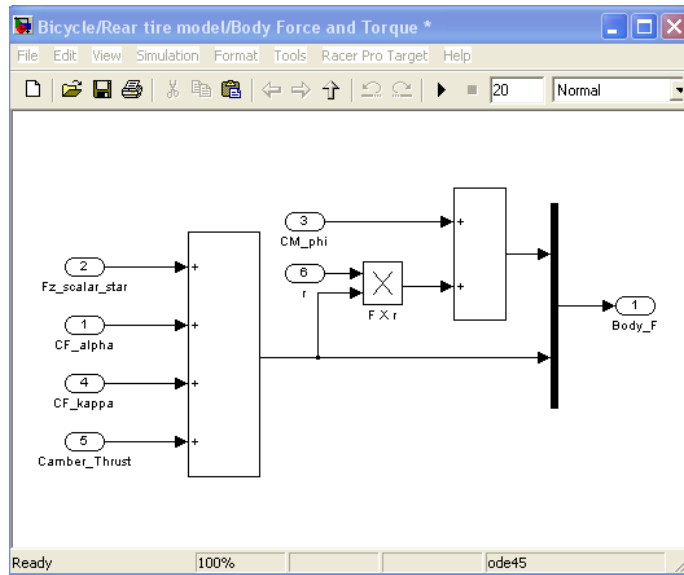 Bicycle/Rear tire model/Body Force and Torque *
File Edit View Simulation Format Tools Racer Pro Target Help
20 Normal
3
CM_phi
2
Fz_scalar_star
6
r
F X r
1
Body_F
1
CF_alpha
4
CF_kappa
5
Camber_Thrust
+
+
+
+
+
+
Ready 100% ode45